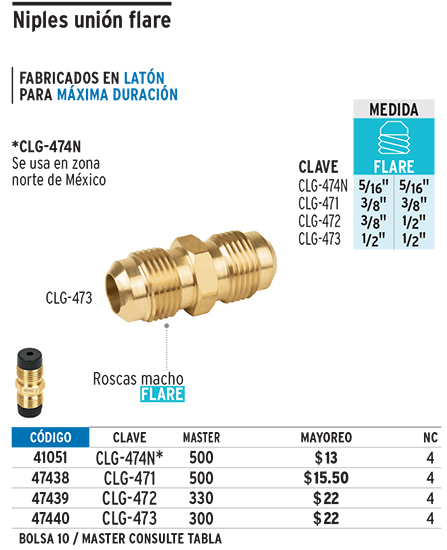 Niples unión flare
FABRICADOS EN LATÓN
PARA MÁXIMA DURACIÓN
*CLG-474N
Se usa en zona
norte de México
MEDIDA
CLAVE FLARE
CLG-474N 5/16" 5/16"
CLG-471 3/8" 3/8"
CLG-472 3/8" 1/2"
CLG-473 1/2" 1/2"
CLG-473
Roscas macho
FLARE
CÓDIGO CLAVE MASTER MAYOREO NC
41051 CLG-474N* 500 $13 4
47438 CLG-471 500 $15.50 4
47439 CLG-472 330 $22 4
47440 CLG-473 300 $22 4
BOLSA 10 / MASTER CONSULTE TABLA